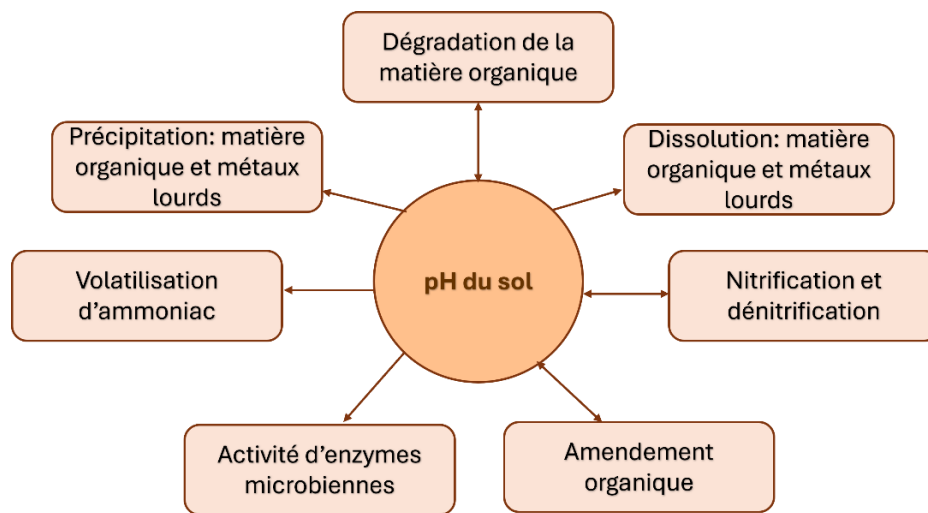 Dégradation de la
matière organique
Précipitation: matière
organique et métaux
lourds
Dissolution: matière
organique et métaux
lourds
Volatilisation
d’ammoniac
pH du sol
Nitrification et
dénitrification
Activité d’enzymes
microbiennes
Amendement
organique